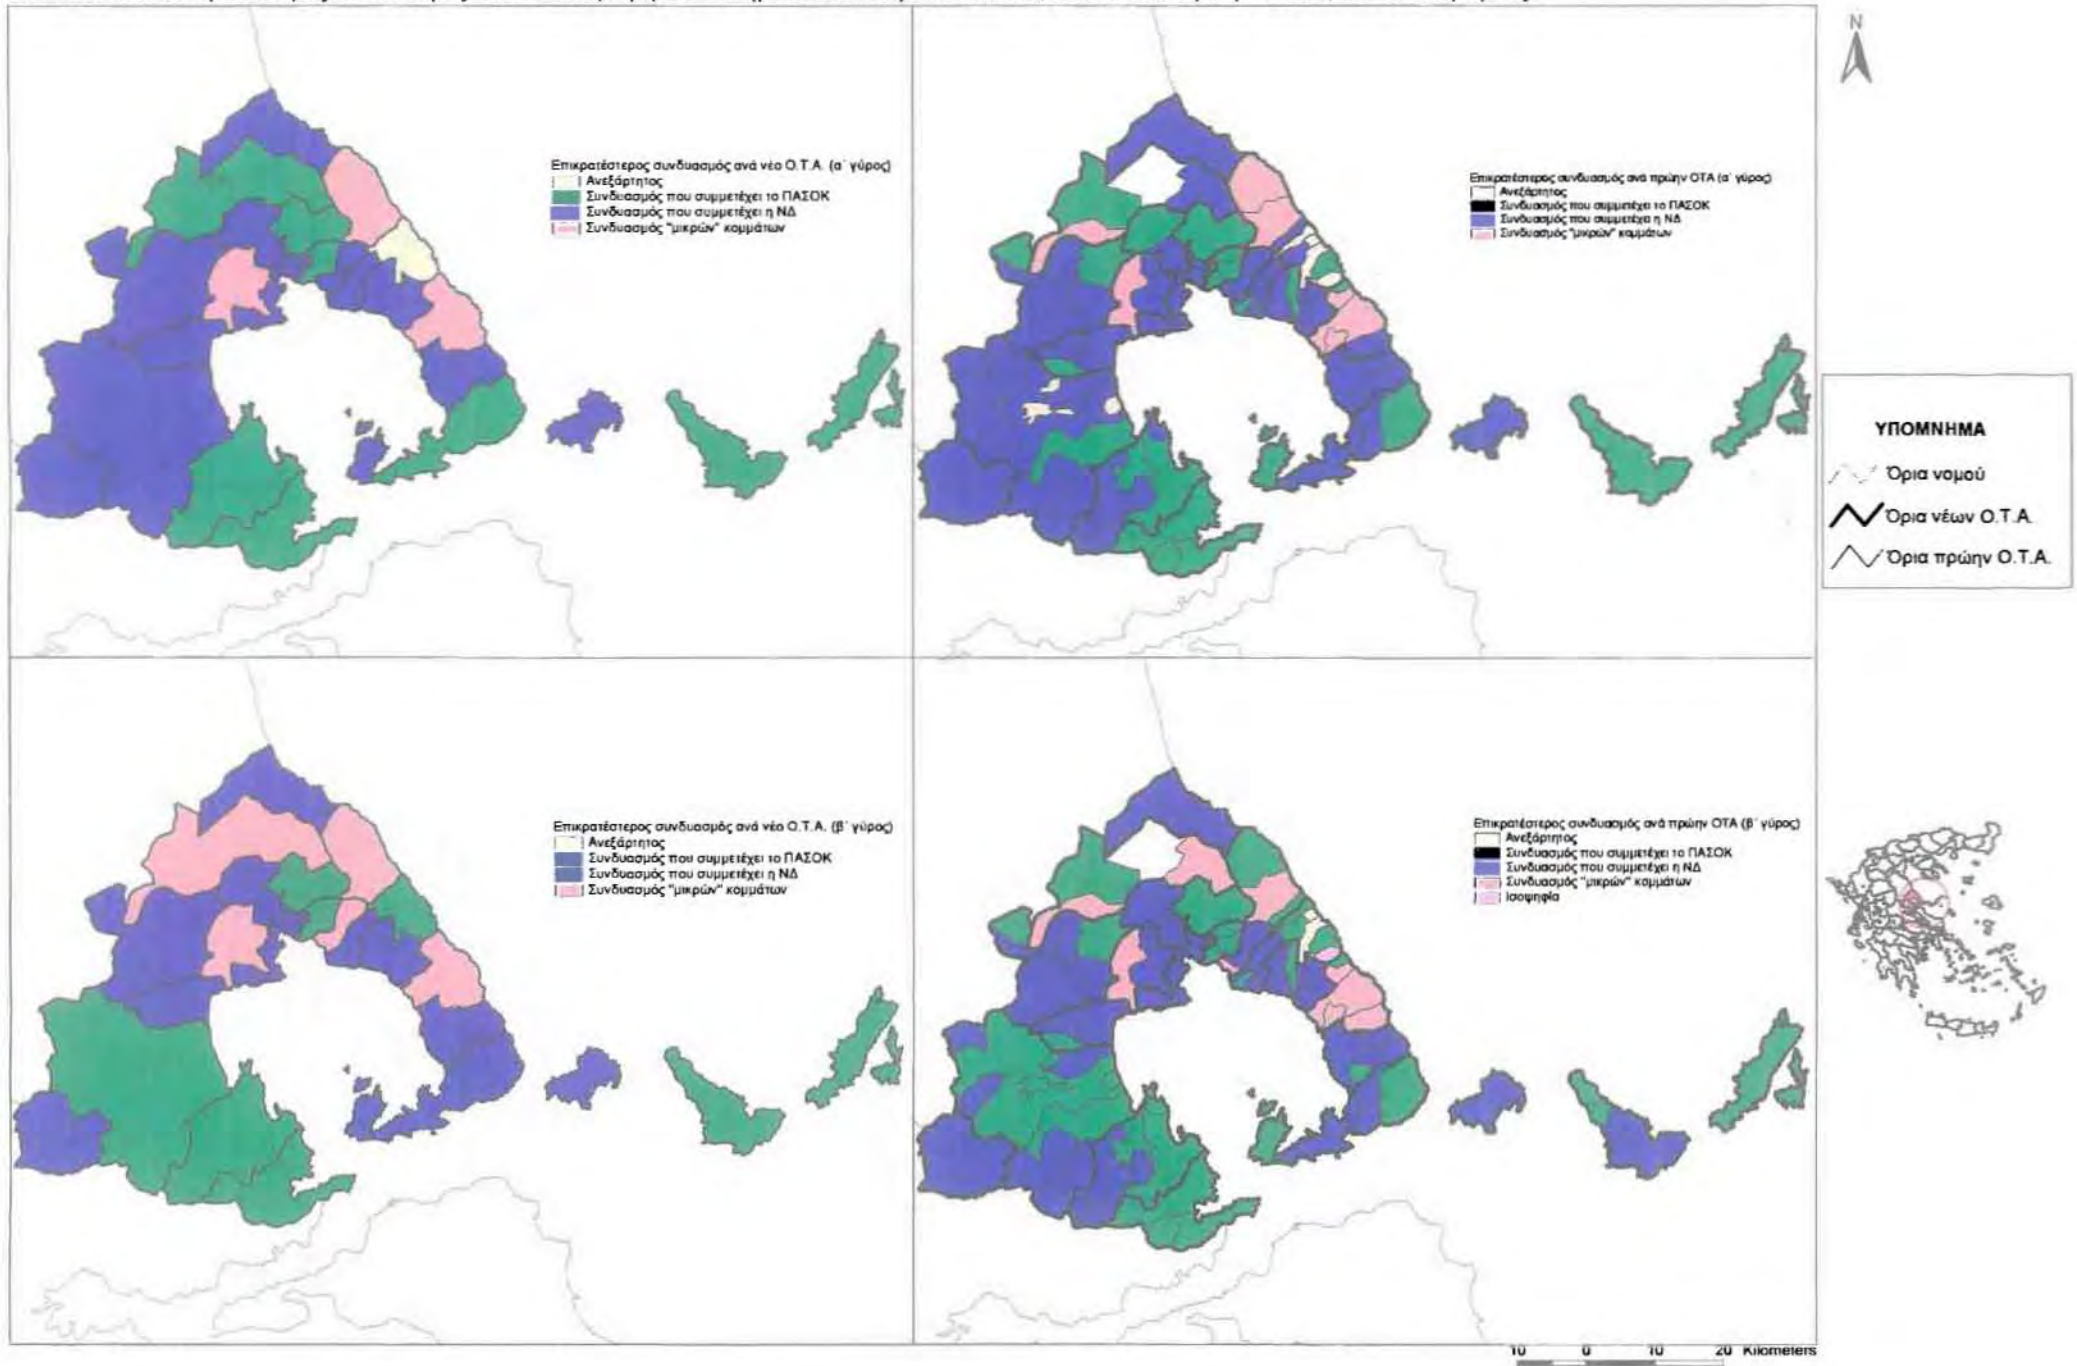 N
Επικρατέστερος συνδυασμός ανά νέο Ο.Τ.Α. (α΄ γύρος)
Ανεξάρτητος
Συνδυασμός που συμμετέχει το ΠΑΣΟΚ
Συνδυασμός που συμμετέχει η ΝΔ
Συνδυασμός "μικρών" κομμάτων
Επικρατέστερος συνδυασμός ανά πρώην ΟΤΑ (α΄ γύρος)
Ανεξάρτητος
Συνδυασμός που συμμετέχει το ΠΑΣΟΚ
Συνδυασμός που συμμετέχει η ΝΔ
Συνδυασμός "μικρών" κομμάτων
ΥΠΟΜΝΗΜΑ
Όρια νομού
Όρια νέων Ο.Τ.Α.
Όρια πρώην Ο.Τ.Α.
Επικρατέστερος συνδυασμός ανά νέο Ο.Τ.Α. (β΄ γύρος)
Ανεξάρτητος
Συνδυασμός που συμμετέχει το ΠΑΣΟΚ
Συνδυασμός που συμμετέχει η ΝΔ
Συνδυασμός "μικρών" κομμάτων
Επικρατέστερος συνδυασμός ανά πρώην ΟΤΑ (β΄ γύρος)
Ανεξάρτητος
Συνδυασμός που συμμετέχει το ΠΑΣΟΚ
Συνδυασμός που συμμετέχει η ΝΔ
Συνδυασμός "μικρών" κομμάτων
Ισοψηφία
10 0 10 20 Kilometers